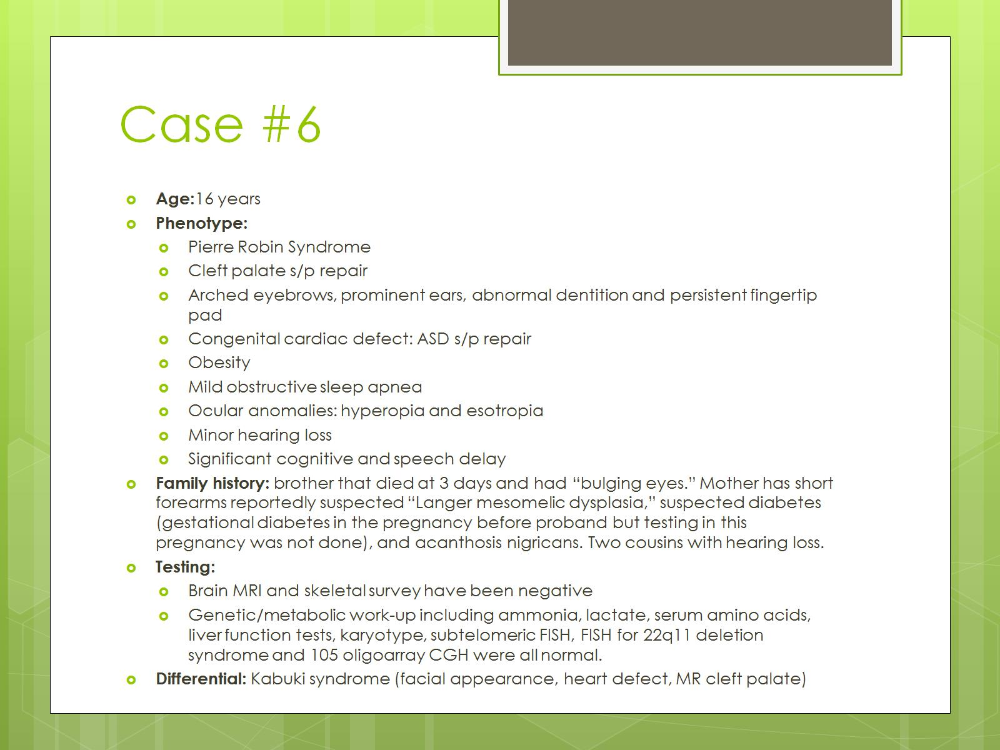 Case #6
Age:16 years
Phenotype:
Pierre Robin Syndrome
Cleft palate s/p repair
Arched eyebrows, prominent ears, abnormal dentition and persistent fingertip
pad
Congenital cardiac defect: ASD s/p repair
Obesity
Mild obstructive sleep apnea
Ocular anomalies: hyperopia and esotropia
Minor hearing loss
Significant cognitive and speech delay
Family history: brother that died at 3 days and had “bulging eyes.” Mother has short
forearms reportedly suspected “Langer mesomelic dysplasia,” suspected diabetes
(gestational diabetes in the pregnancy before proband but testing in this
pregnancy was not done), and acanthosis nigricans. Two cousins with hearing loss.
Testing:
Brain MRI and skeletal survey have been negative
Genetic/metabolic work-up including ammonia, lactate, serum amino acids,
liver function tests, karyotype, subtelomeric FISH, FISH for 22q11 deletion
syndrome and 105 oligoarray CGH were all normal.
Differential: Kabuki syndrome (facial appearance, heart defect, MR cleft palate)